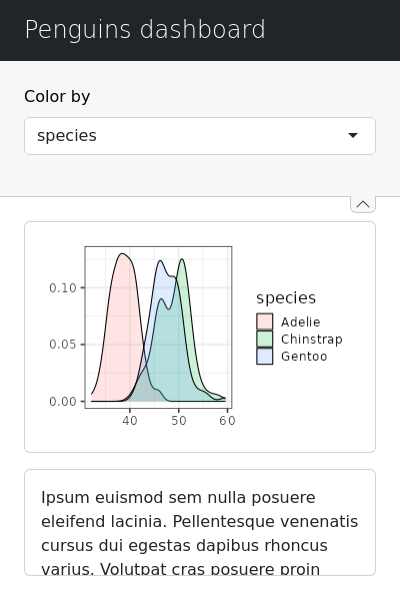 Penguins dashboard
Color by
species
0.10
0.05
0.00
40 50 60
species
Adelie
Chinstrap
Gentoo
Ipsum euismod sem nulla posuere
eleifend lacinia. Pellentesque venenatis
cursus dui egestas dapibus rhoncus
varius. Volutpat cras posuere proin